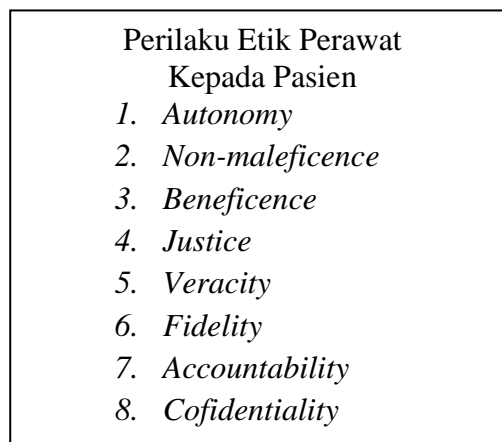 Perilaku Etik Perawat
Kepada Pasien
1. Autonomy
2. Non-maleficence
3. Beneficence
4. Justice
5. Veracity
6. Fidelity
7. Accountability
8. Cofidentiality